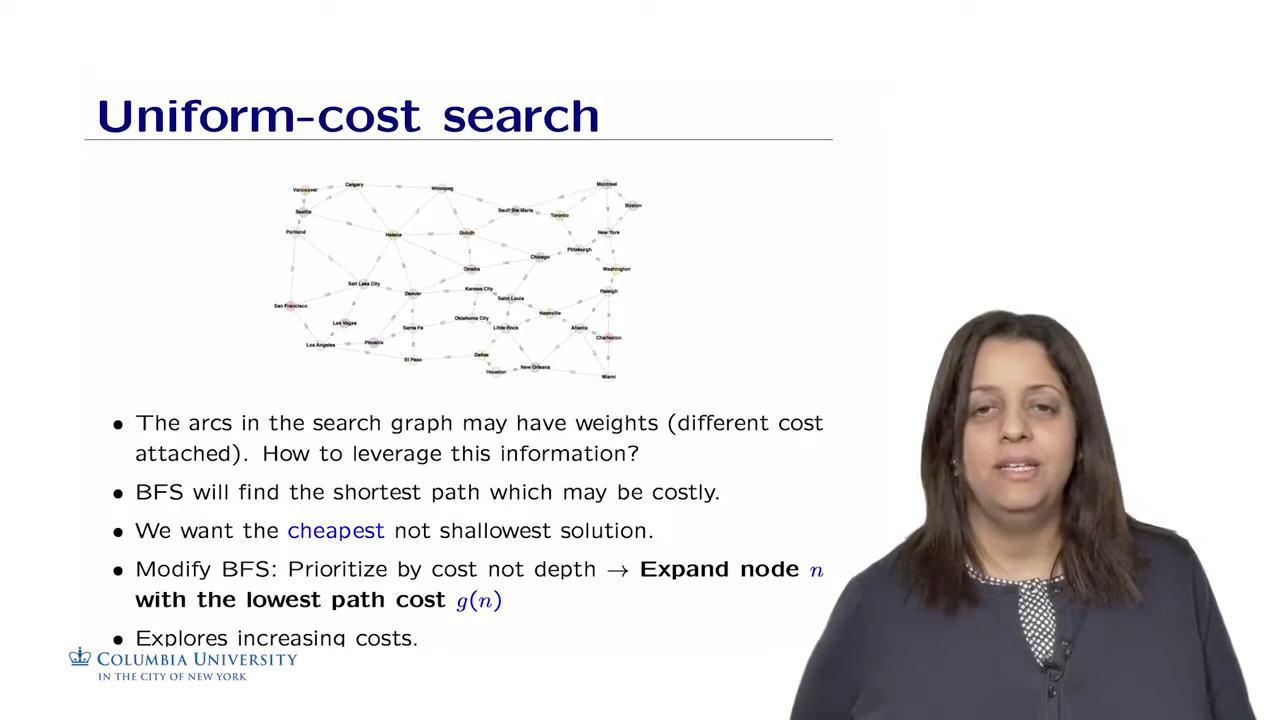 Uniform-cost search
Vancouver
Calgary
Winnipeg
Montreal
Seattle
Sault Ste Marie
Toronto
Boston
Portland
Helena
Duluth
New York
Pittsburgh
Chicago
Omaha
Washington
Salt Lake City
Denver
Kansas City
Saint Louis
Raleigh
San Francisco
Las Vegas
Santa Fe
Oklahoma City
Little Rock
Nashville
Atlanta
Charleston
Los Angeles
Phoenix
El Paso
Dallas
Houston
New Orleans
Miami
• The arcs in the search graph may have weights (different cost
attached). How to leverage this information?
• BFS will find the shortest path which may be costly.
• We want the cheapest not shallowest solution.
• Modify BFS: Prioritize by cost not depth → Expand node n
with the lowest path cost g(n)
• Explores increasing costs.
COLUMBIA UNIVERSITY
IN THE CITY OF NEW YORK